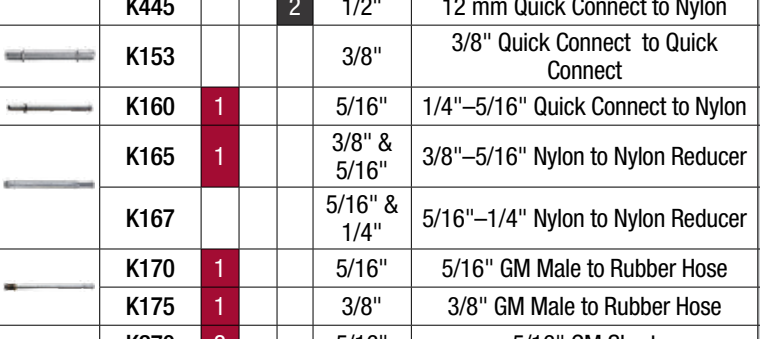 K445 2 1/2" 12 mm Quick Connect to Nylon
K153 3/8" 3/8" Quick Connect to Quick
Connect
K160 1 5/16" 1/4"–5/16" Quick Connect to Nylon
K165 1 3/8" &
5/16" 3/8"–5/16" Nylon to Nylon Reducer
K167 5/16" &
1/4" 5/16"–1/4" Nylon to Nylon Reducer
K170 1 5/16" 5/16" GM Male to Rubber Hose
K175 1 3/8" 3/8" GM Male to Rubber Hose